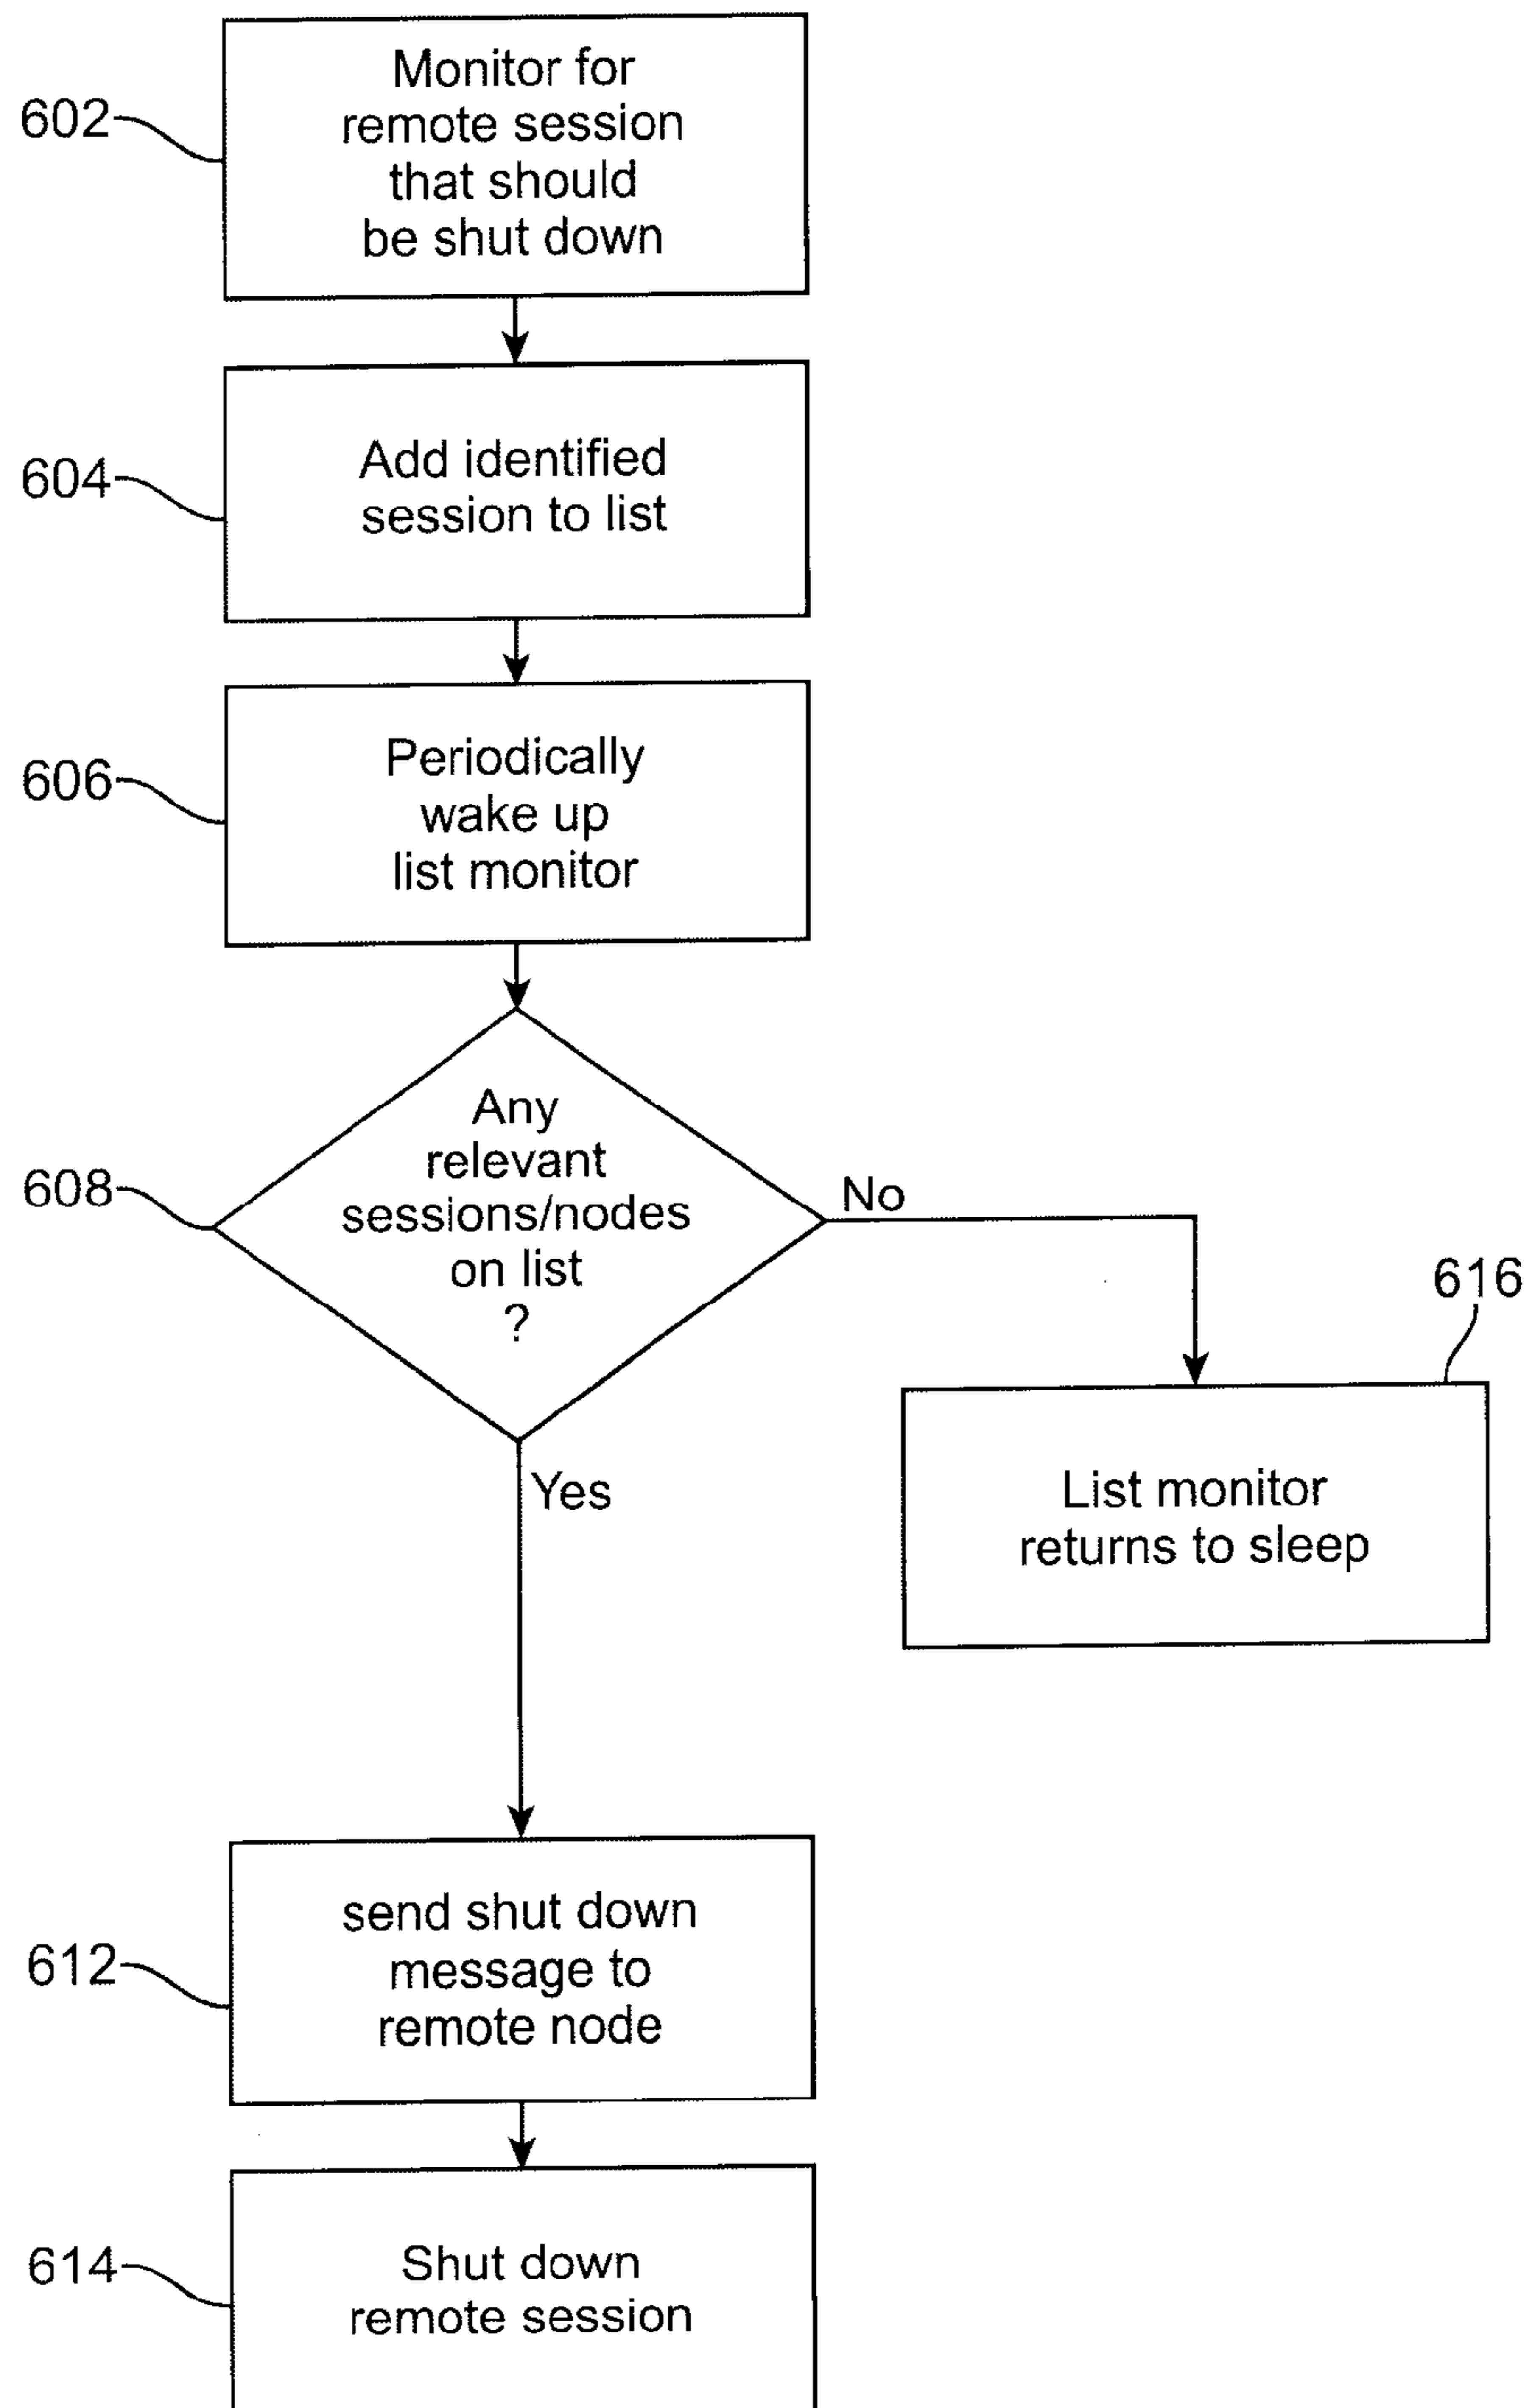 602
Monitor for
remote session
that should
be shut down
604
Add identified
session to list
606
Periodically
wake up
list monitor
608
Any
relevant
sessions/nodes
on list
?
No
616
List monitor
returns to sleep
Yes
612
send shut down
message to
remote node
614
Shut down
remote session